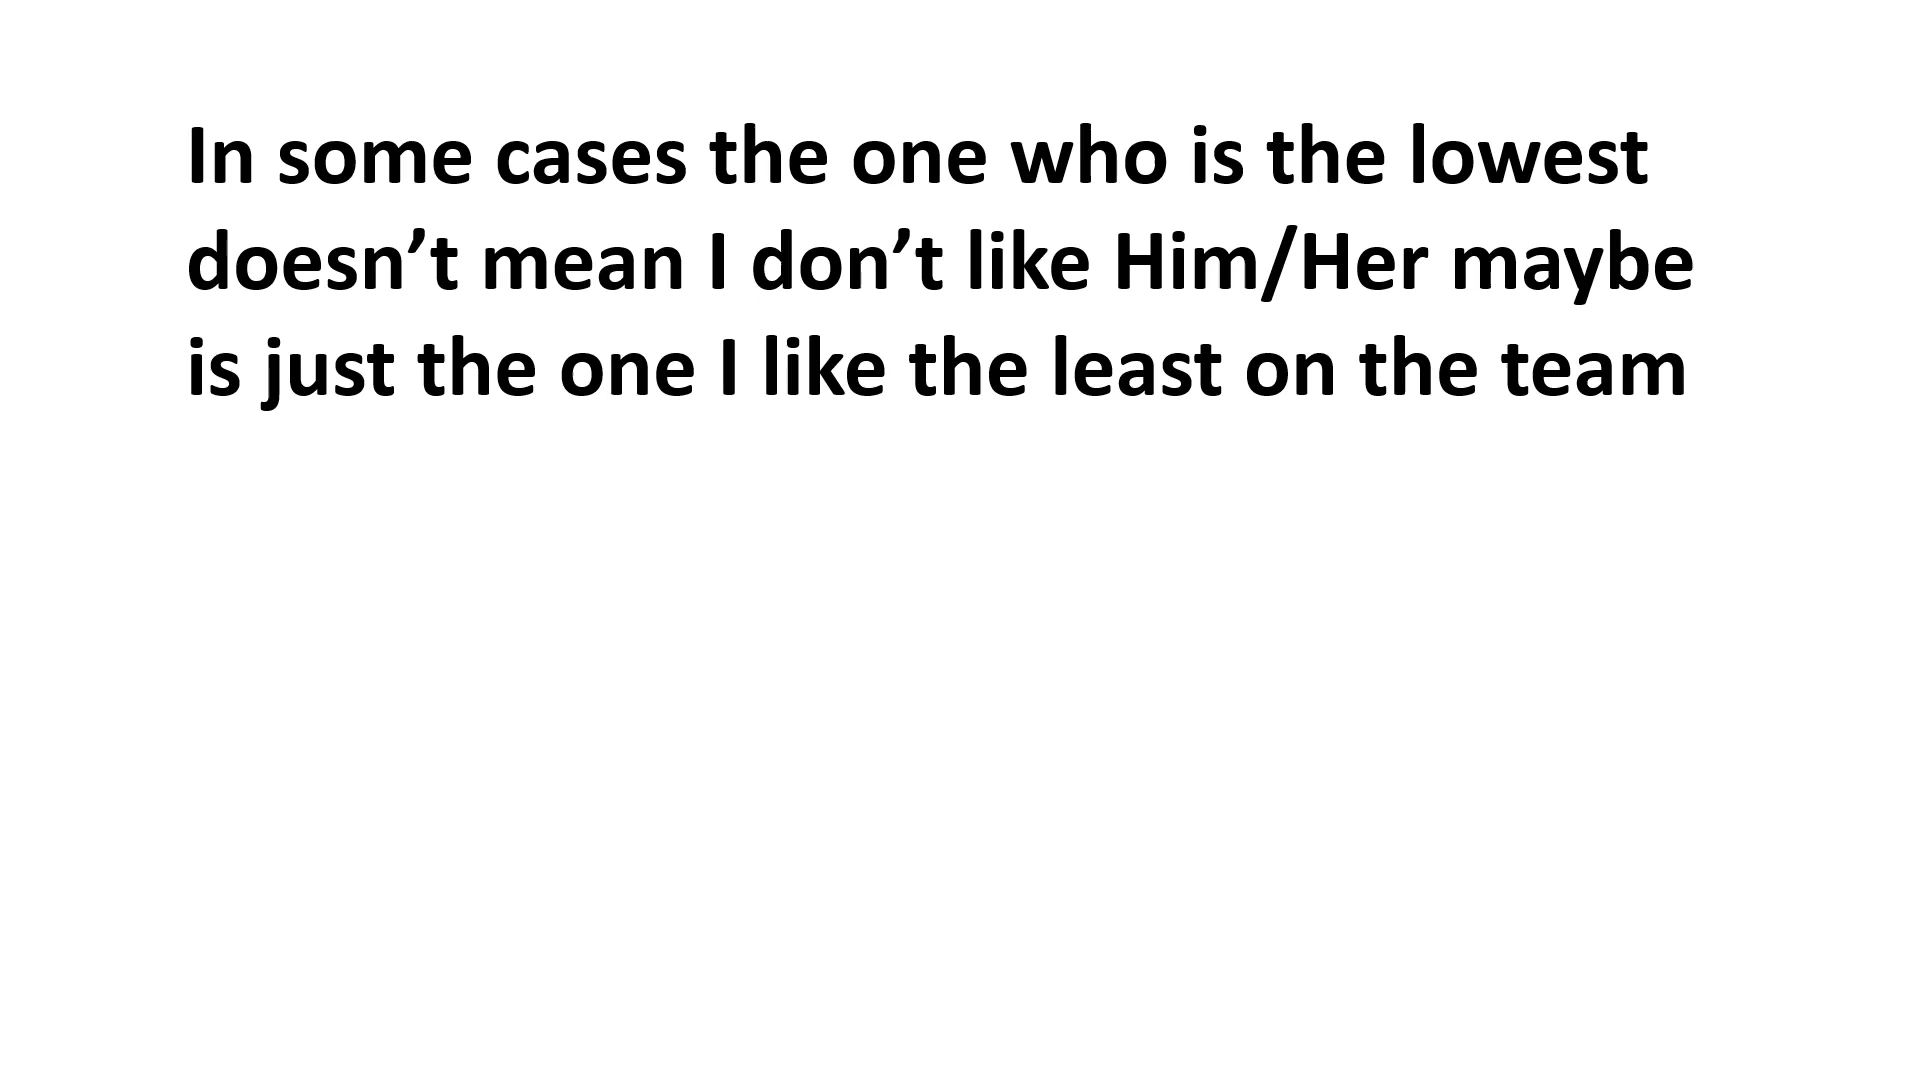 In some cases the one who is the lowest
doesn’t mean I don’t like Him/Her maybe
is just the one I like the least on the team